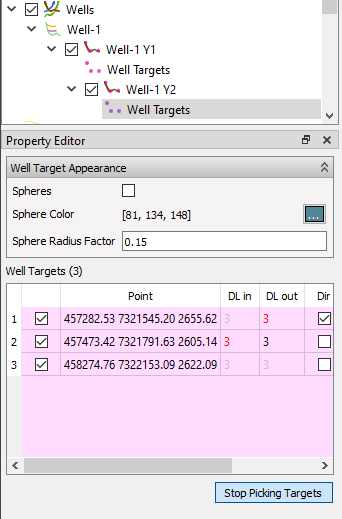 Wells
Well-1
Well-1 Y1
Well Targets
Well-1 Y2
Well Targets
Property Editor
Well Target Appearance
Spheres
Sphere Color [81, 134, 148] ...
Sphere Radius Factor 0.15
Well Targets (3)
Point DL in DL out Dir
1 457282.53 7321545.20 2655.62 3 3
2 457473.42 7321791.63 2605.14 3 3
3 458274.76 7322153.09 2622.09 3 3
Stop Picking Targets